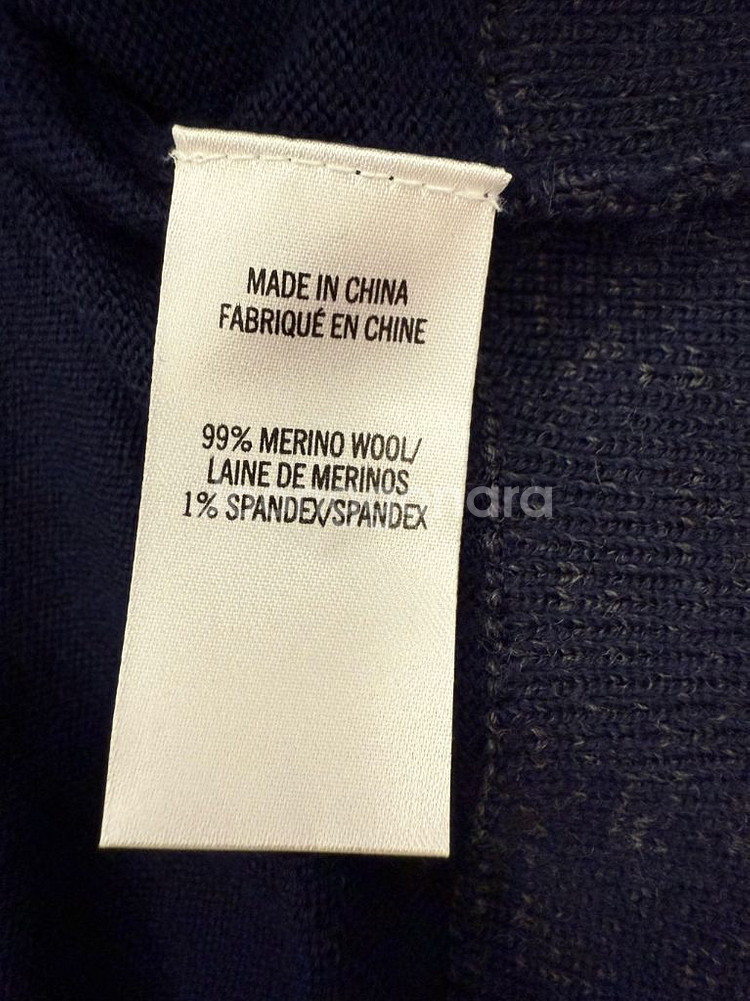 MADE IN CHINA
FABRIQUÉ EN CHINE
99% MERINO WOOL/
LAINE DE MERINOS
1% SPANDEX/SPANDEX